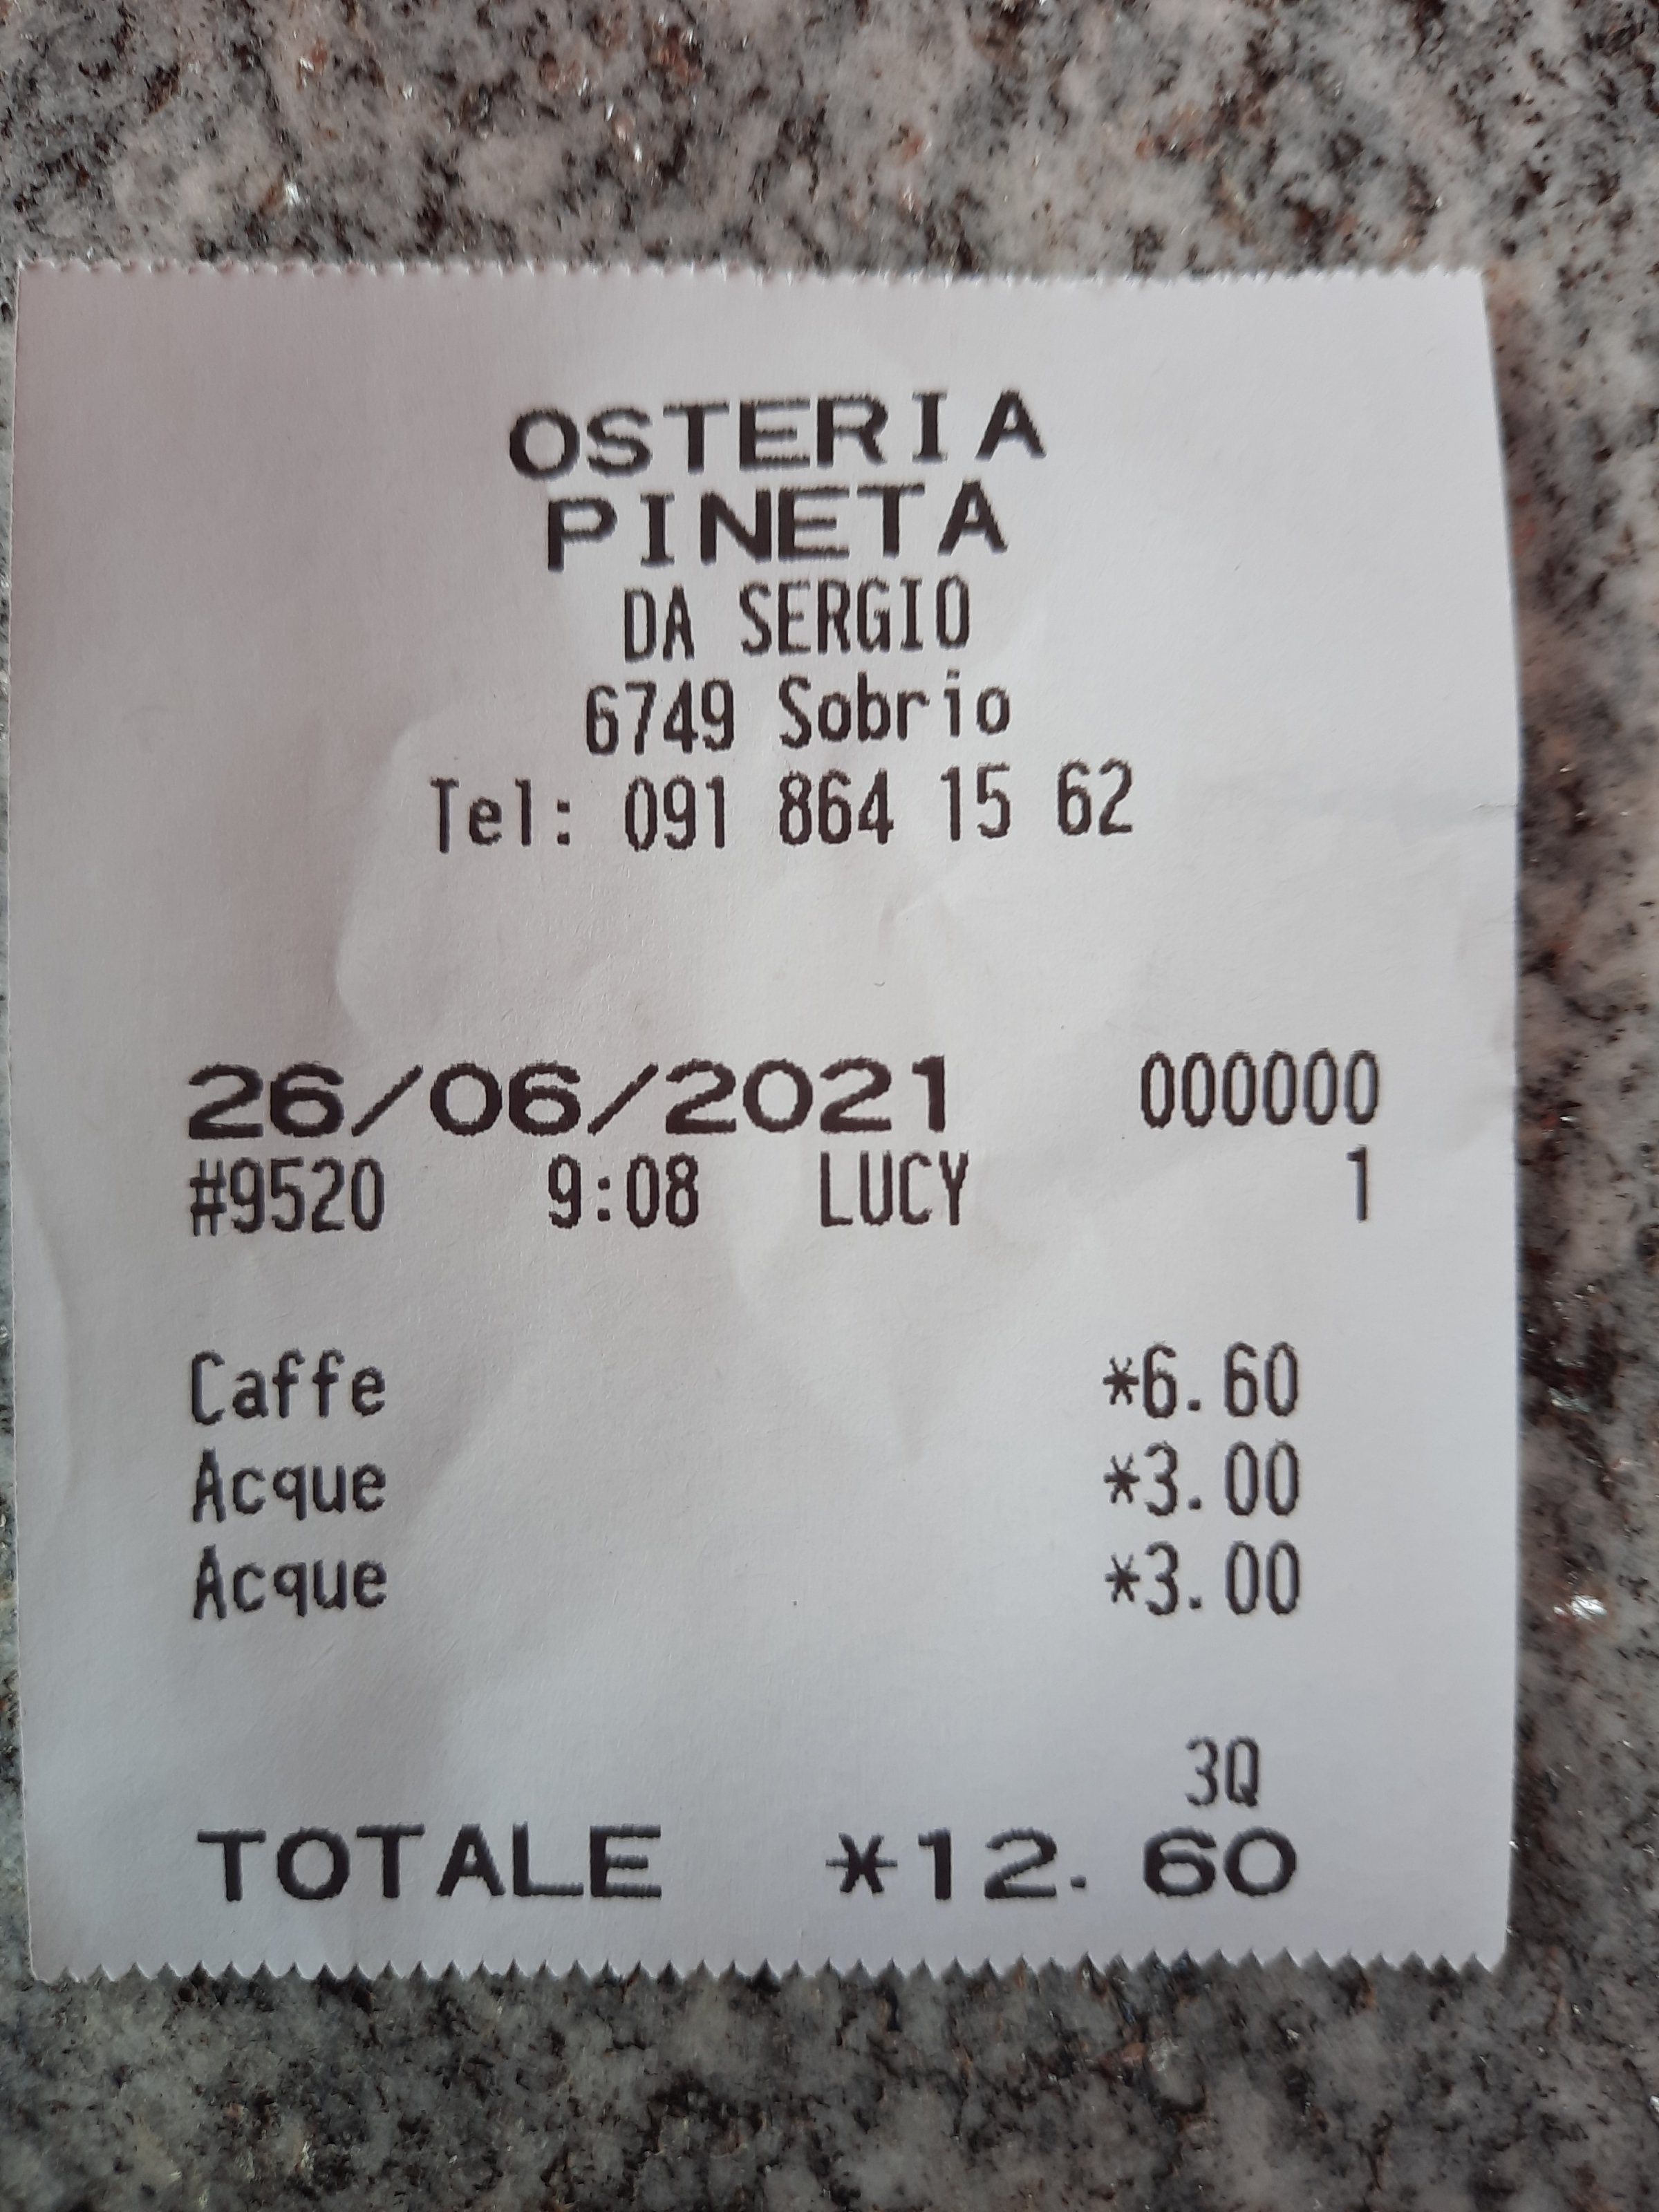 OSTERIA
PINETA
DA SERGIO
6749 Sobrio
Tel: 091 864 15 62
26/06/2021 000000
#9520 9:08 LUCY 1
Caffe *6.60
Acque *3.00
Acque *3.00
3Q
TOTALE *12.60